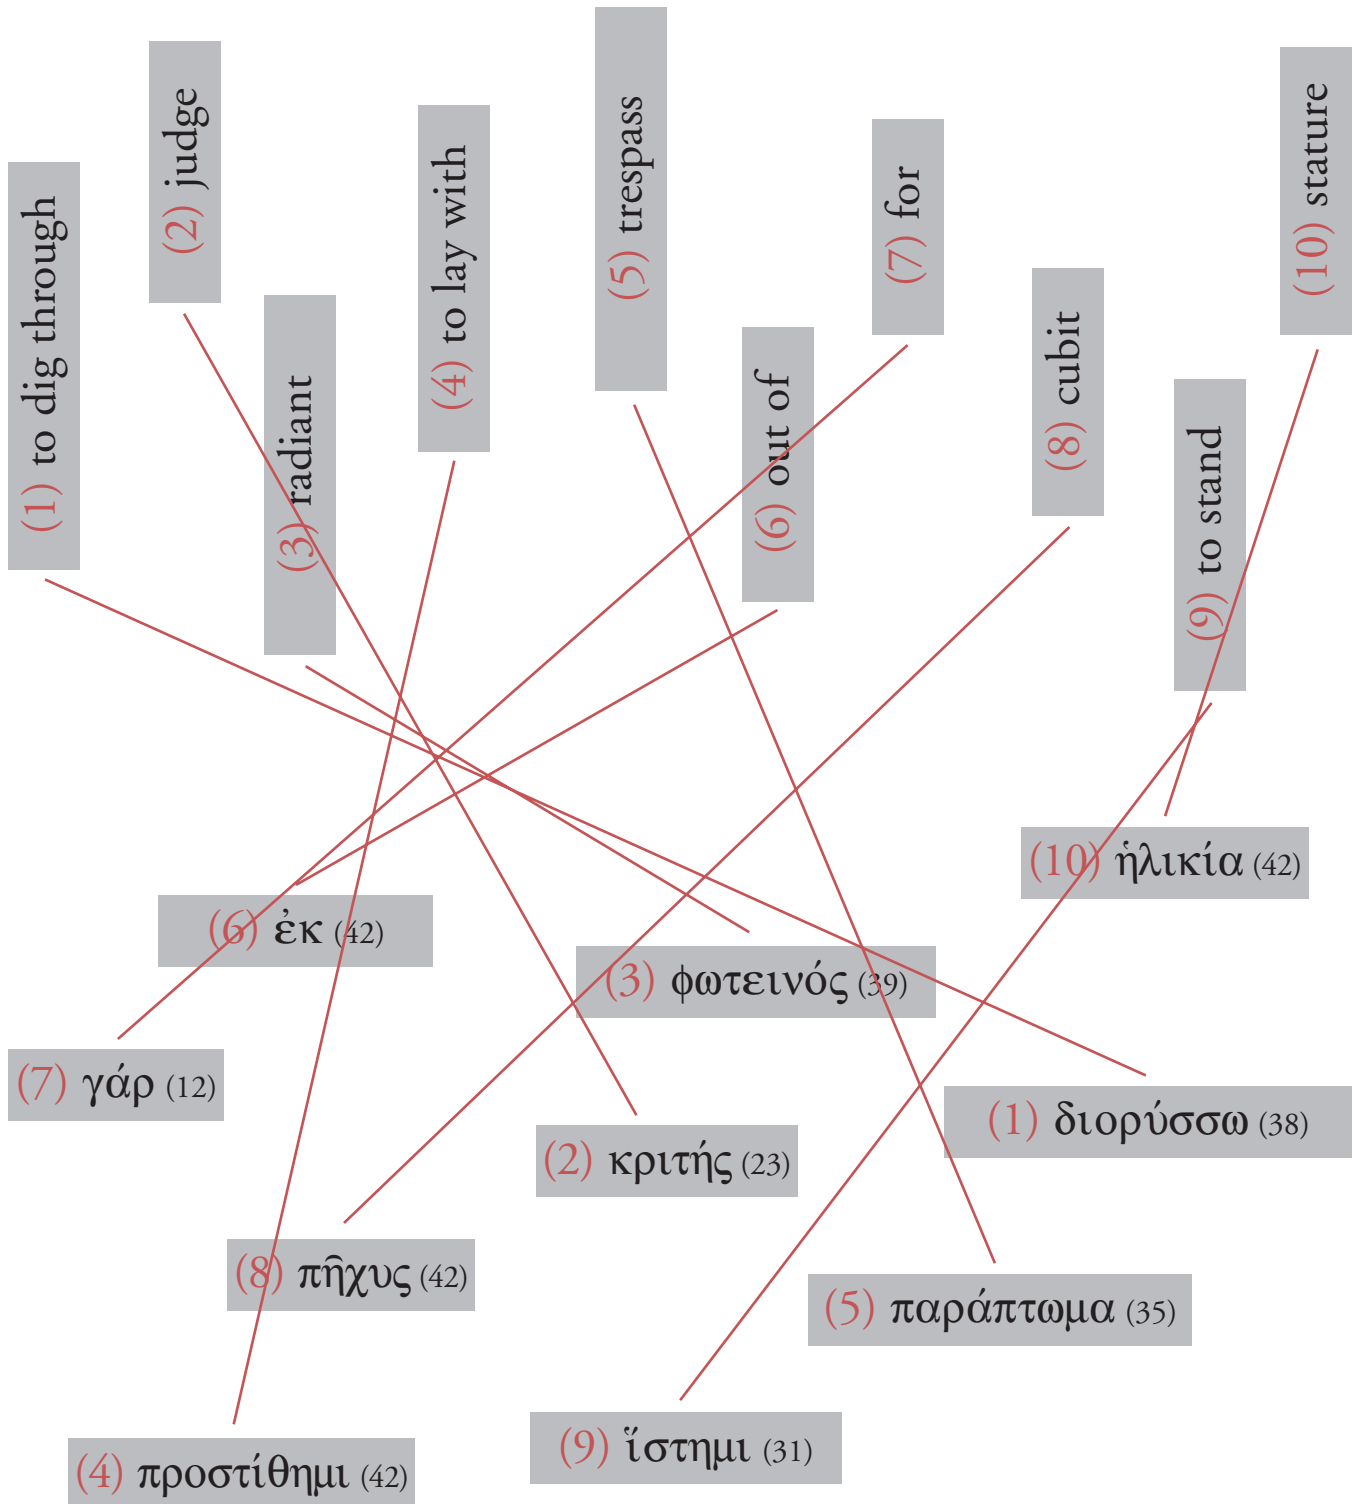 (1) to dig through
(2) judge
(3) radiant
(4) to lay with
(5) trespass
(6) out of
(7) for
(8) cubit
(9) to stand
(10) stature
(10) ἡλικία (42)
(6) ἐκ (42)
(3) φωτεινός (39)
(7) γάρ (12)
(1) διορύσσω (38)
(2) κριτής (23)
(8) πῆχυς (42)
(5) παράπτωμα (35)
(9) ἵστημι (31)
(4) προστίθημι (42)